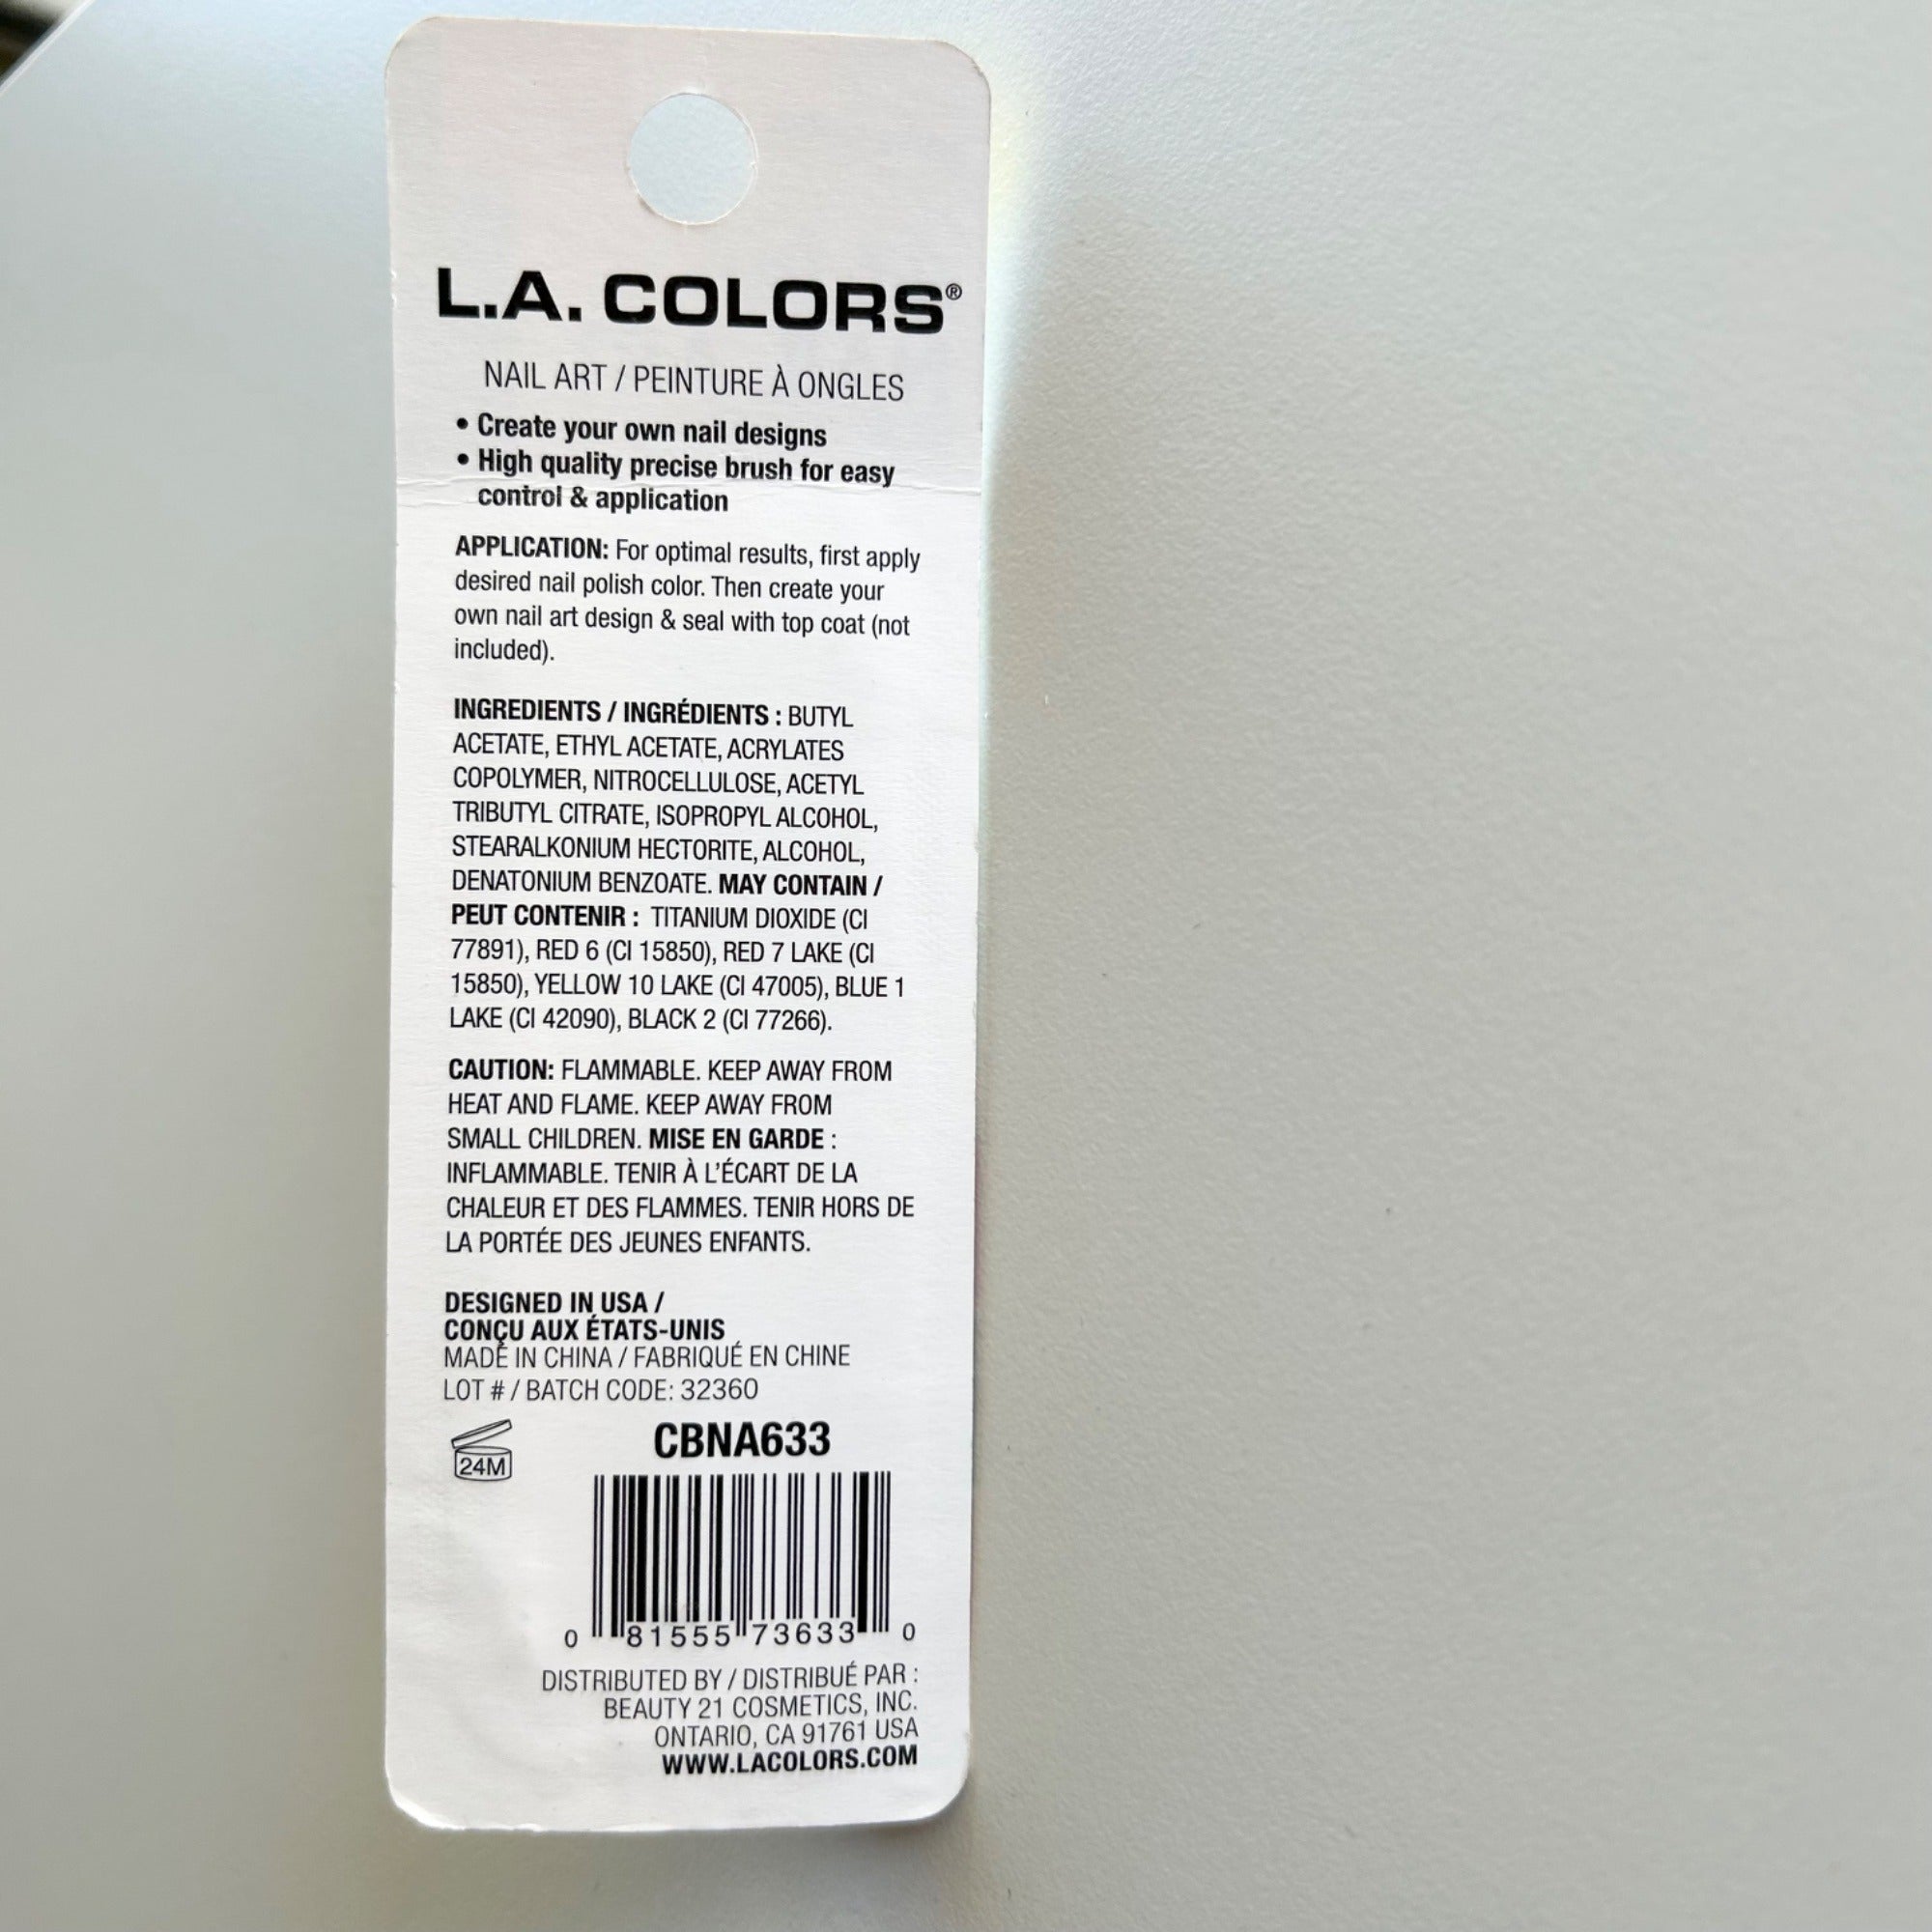 L.A. COLORS®
NAIL ART / PEINTURE À ONGLES
• Create your own nail designs
• High quality precise brush for easy
control & application
APPLICATION: For optimal results, first apply
desired nail polish color. Then create your
own nail art design & seal with top coat (not
included).
INGREDIENTS / INGRÉDIENTS : BUTYL
ACETATE, ETHYL ACETATE, ACRYLATES
COPOLYMER, NITROCELLULOSE, ACETYL
TRIBUTYL CITRATE, ISOPROPYL ALCOHOL,
STEARALKONIUM HECTORITE, ALCOHOL,
DENATONIUM BENZOATE. MAY CONTAIN /
PEUT CONTENIR : TITANIUM DIOXIDE (CI
77891), RED 6 (CI 15850), RED 7 LAKE (CI
15850), YELLOW 10 LAKE (CI 47005), BLUE 1
LAKE (CI 42090), BLACK 2 (CI 77266).
CAUTION: FLAMMABLE. KEEP AWAY FROM
HEAT AND FLAME. KEEP AWAY FROM
SMALL CHILDREN. MISE EN GARDE :
INFLAMMABLE. TENIR À L'ÉCART DE LA
CHALEUR ET DES FLAMMES. TENIR HORS DE
LA PORTÉE DES JEUNES ENFANTS.
DESIGNED IN USA /
CONÇU AUX ÉTATS-UNIS
MADE IN CHINA / FABRIQUÉ EN CHINE
LOT # / BATCH CODE: 32360
CBNA633
24M
0 81555 73633 0
DISTRIBUTED BY / DISTRIBUÉ PAR :
BEAUTY 21 COSMETICS, INC.
ONTARIO, CA 91761 USA
WWW.LACOLORS.COM